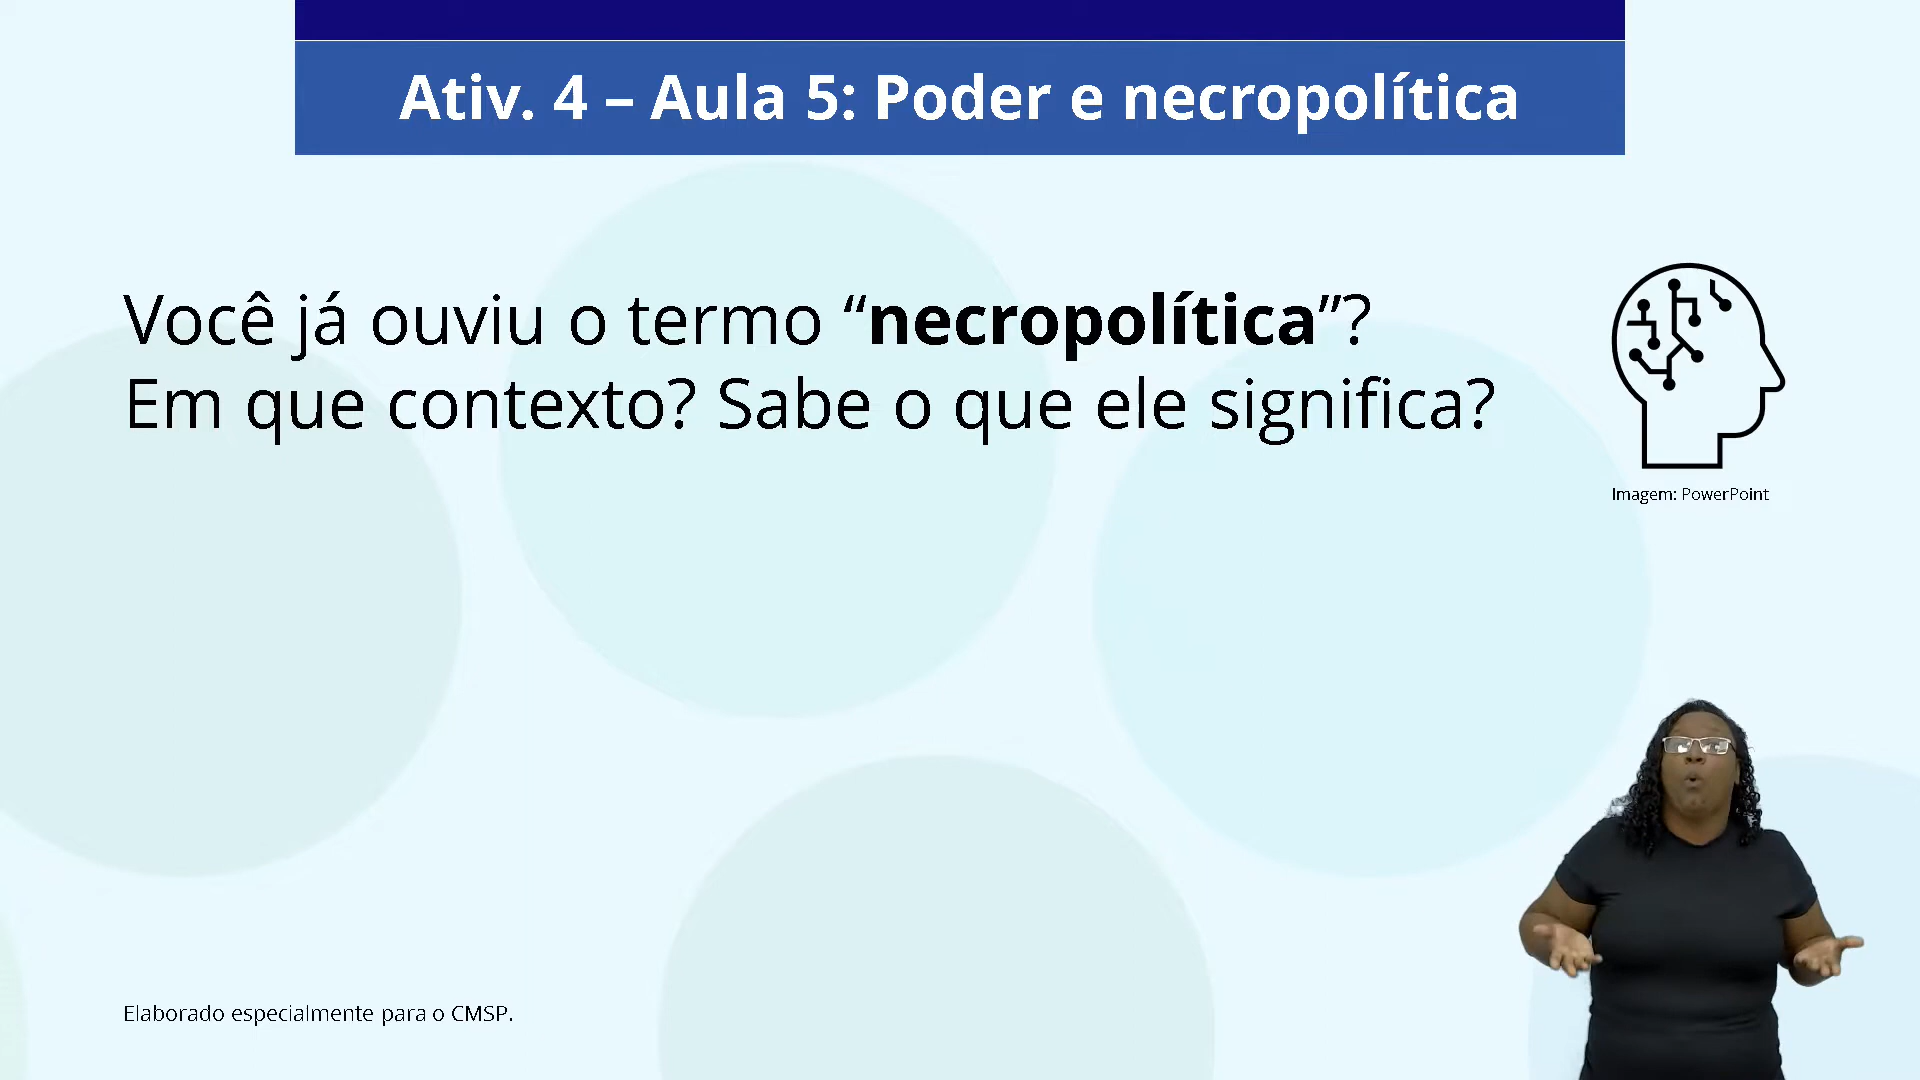 Ativ. 4 – Aula 5: Poder e necropolítica
Você já ouviu o termo “necropolítica”?
Em que contexto? Sabe o que ele significa?
Imagem: PowerPoint
Elaborado especialmente para o CMSP.